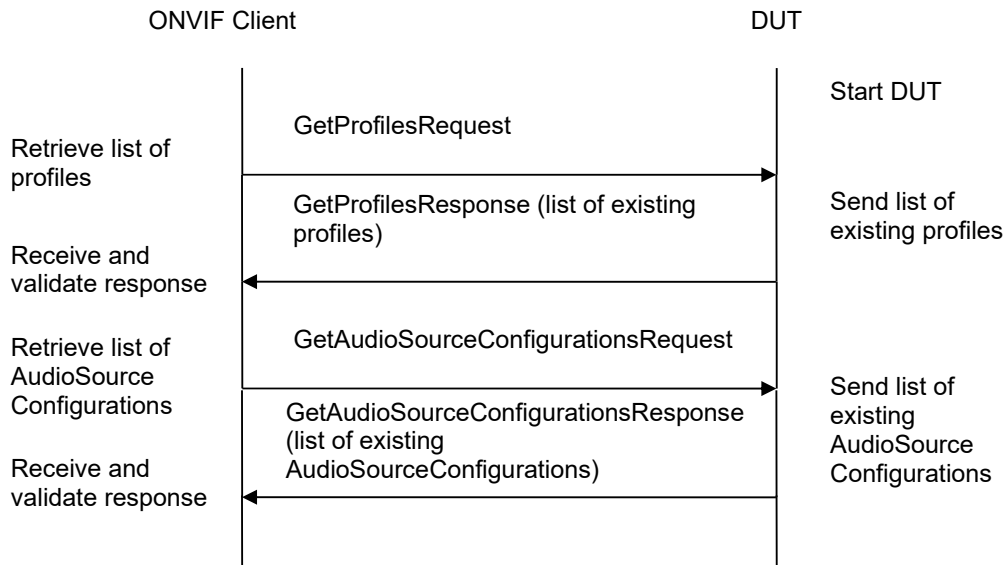 ONVIF Client
DUT
Start DUT
GetProfilesRequest
Retrieve list of
profiles
GetProfilesResponse (list of existing
profiles)
Send list of
existing profiles
Receive and
validate response
GetAudioSourceConfigurationsRequest
Retrieve list of
AudioSource
Configurations
Send list of
existing
AudioSource
Configurations
GetAudioSourceConfigurationsResponse
(list of existing
AudioSourceConfigurations)
Receive and
validate response